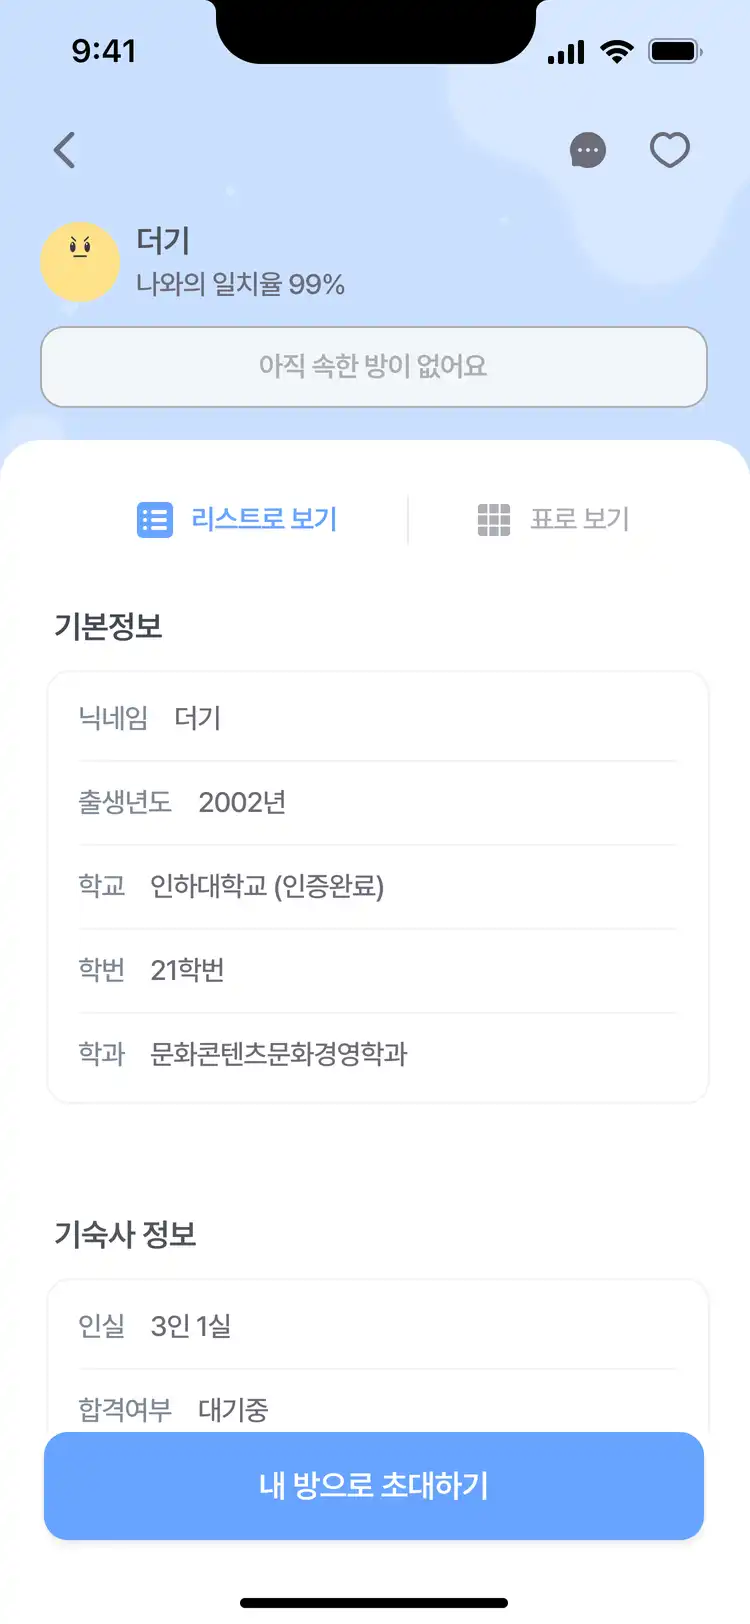 9:41
더기
나와의 일치율 99%
아직 속한 방이 없어요
리스트로 보기
표로 보기
기본정보
닉네임 더기
출생년도 2002년
학교 인하대학교 (인증완료)
학번 21학번
학과 문화콘텐츠문화경영학과
기숙사 정보
인실 3인 1실
합격여부 대기중
내 방으로 초대하기